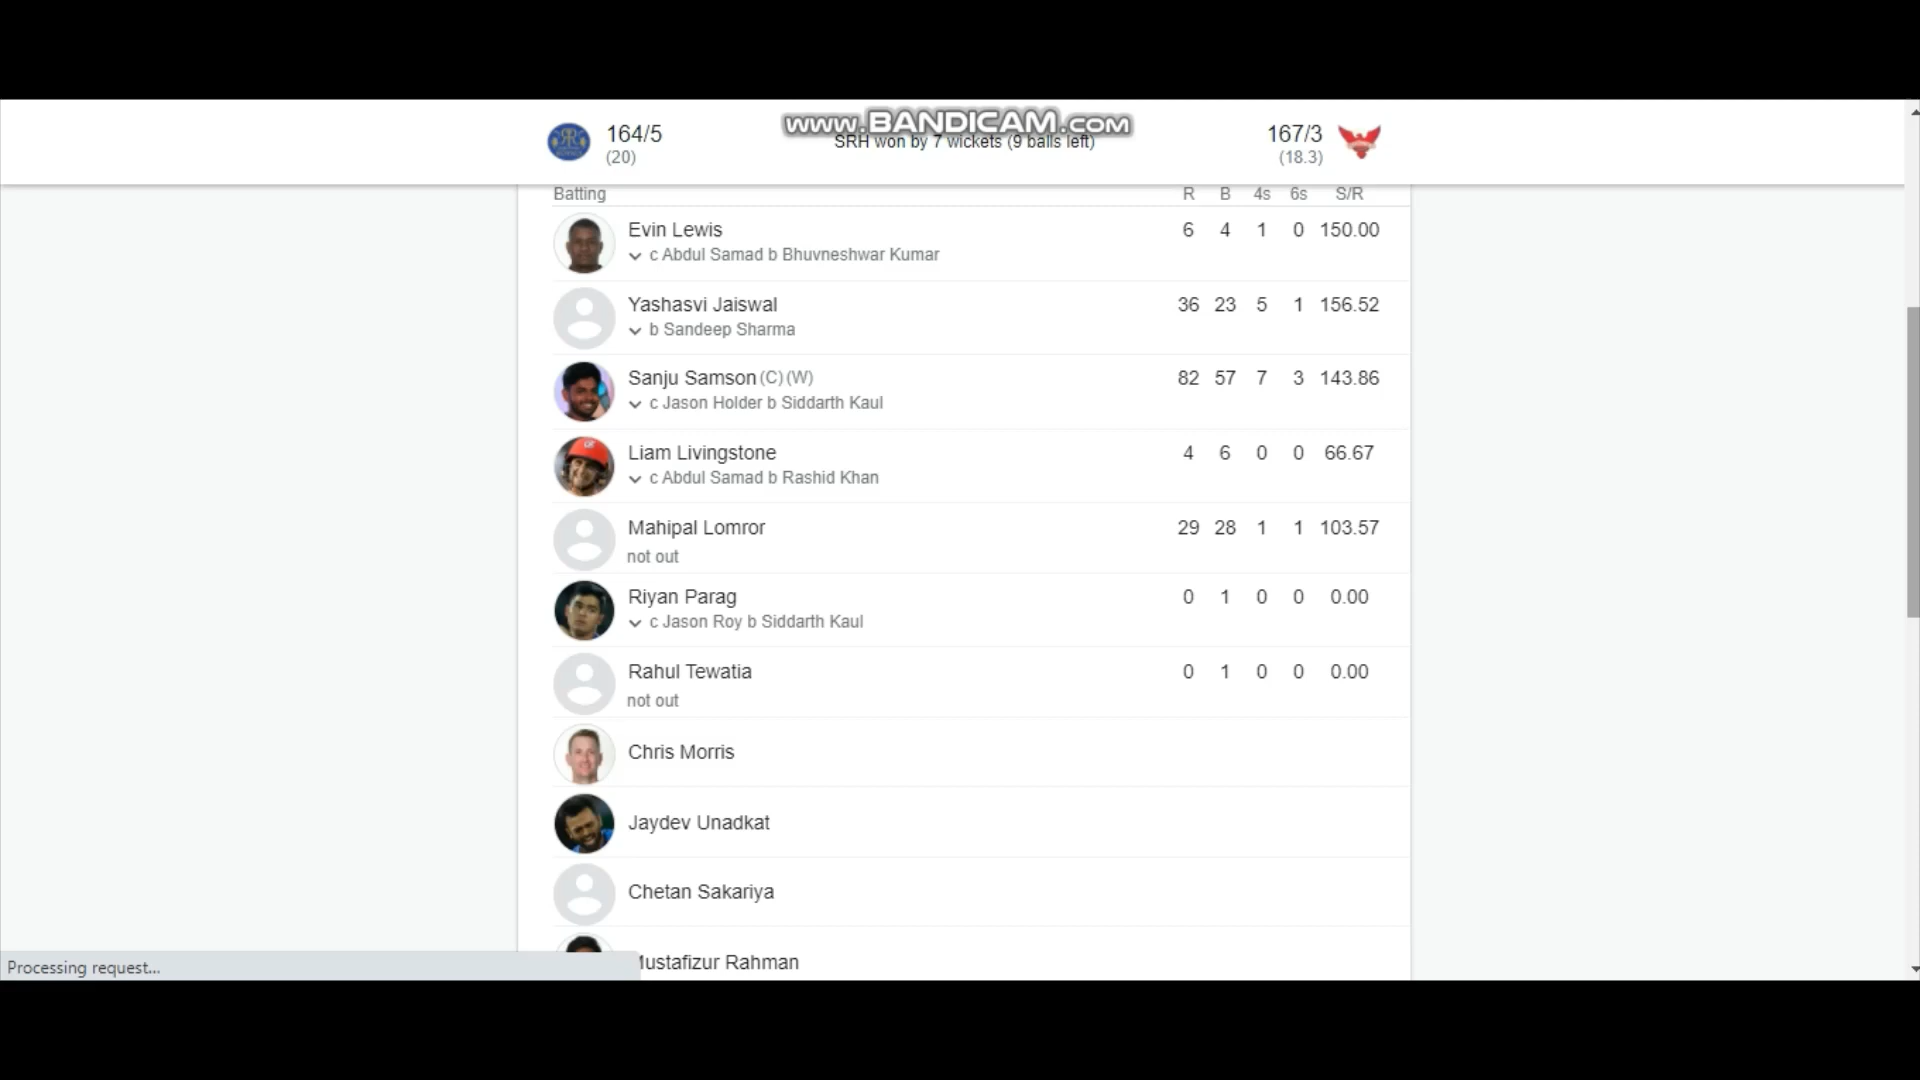 www.BANDICAM.com
164/5
(20)
SRH won by 7 wickets (9 balls left)
167/3
(18.3)
Batting R B 4s 6s S/R
Evin Lewis 6 4 1 0 150.00
c Abdul Samad b Bhuvneshwar Kumar
Yashasvi Jaiswal 36 23 5 1 156.52
b Sandeep Sharma
Sanju Samson (C) (W) 82 57 7 3 143.86
c Jason Holder b Siddarth Kaul
Liam Livingstone 4 6 0 0 66.67
c Abdul Samad b Rashid Khan
Mahipal Lomror 29 28 1 1 103.57
not out
Riyan Parag 0 1 0 0 0.00
c Jason Roy b Siddarth Kaul
Rahul Tewatia 0 1 0 0 0.00
not out
Chris Morris
Jaydev Unadkat
Chetan Sakariya
Mustafizur Rahman
Processing request...